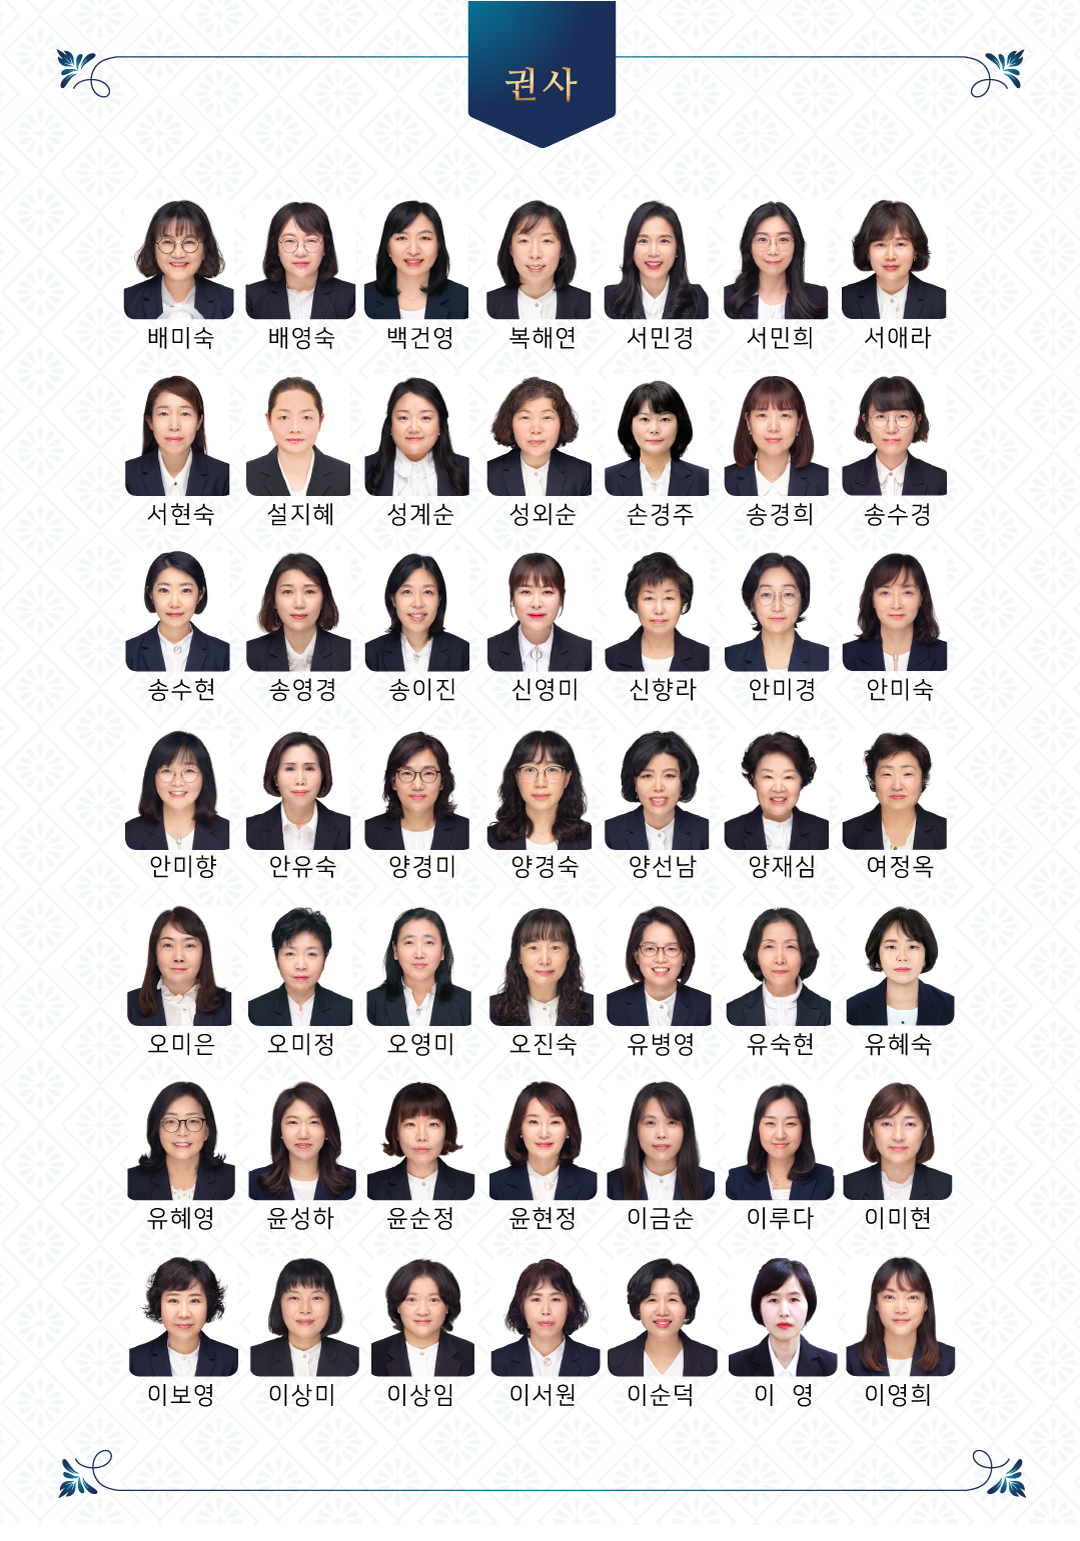 권사
배미숙 배영숙 백건영 복해연 서민경 서민희 서애라
서현숙 설지혜 성계순 성외순 손경주 송경희 송수경
송수현 송영경 송이진 신영미 신향라 안미경 안미숙
안미향 안유숙 양경미 양경숙 양선남 양재심 여정옥
오미은 오미정 오영미 오진숙 유병영 유숙현 유혜숙
유혜영 윤성하 윤순정 윤현정 이금순 이루다 이미현
이보영 이상미 이상임 이서원 이순덕 이 영 이영희